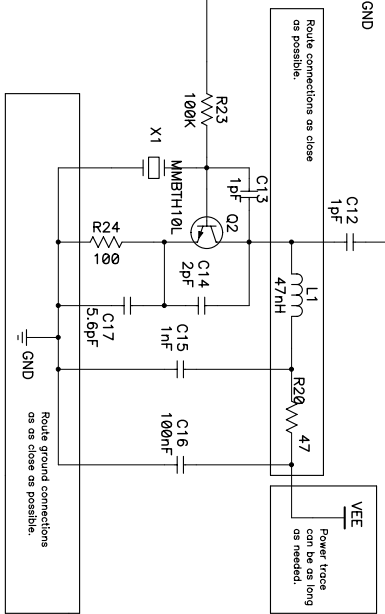 GND
Route connections as close
as possible.
R23
100K
C13
1pF
C12
1pF
X1
MMBTH10L
Q2
L1
47nH
R24
100
C14
2pF
C17
5.6pF
C15
1nF
R20
47
C16
100nF
GND
VEE
Route ground connections
as as close as possible.
Power trace
can be as long
as needed.